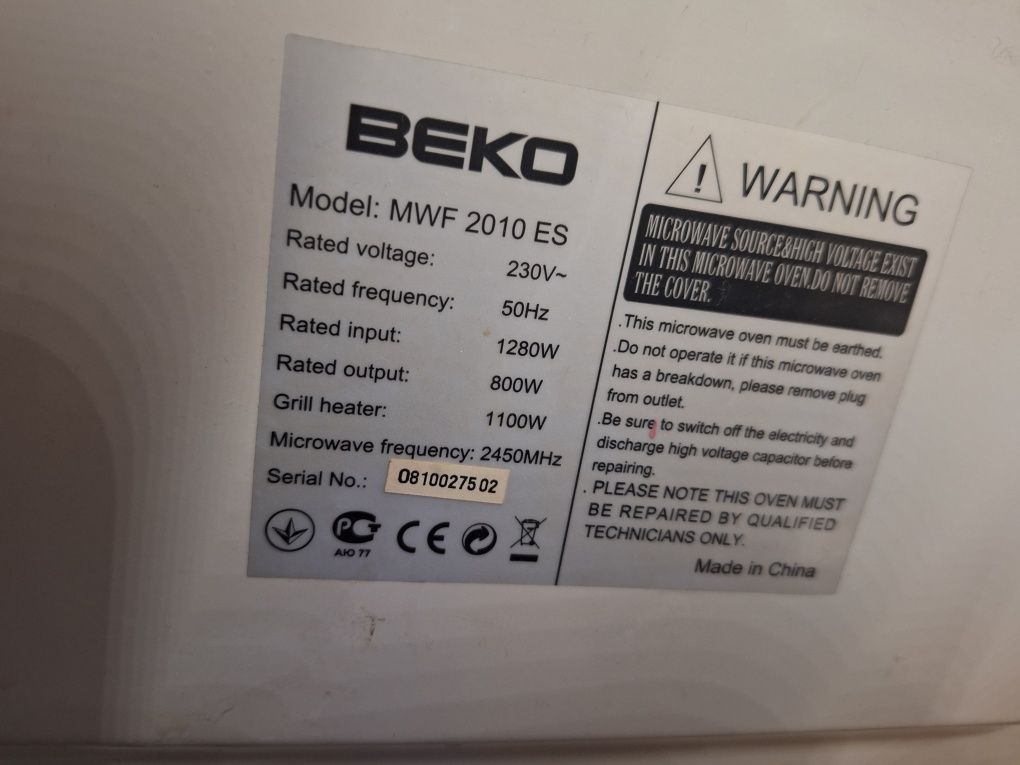 BEKO
Model: MWF 2010 ES
Rated voltage: 230V~
Rated frequency: 50Hz
Rated input: 1280W
Rated output: 800W
Grill heater: 1100W
Microwave frequency: 2450MHz
Serial No.: 0810027502
РСТ
АЮ 77
CE
! WARNING
MICROWAVE SOURCE&HIGH VOLTAGE EXIST
IN THIS MICROWAVE OVEN.DO NOT REMOVE
THE COVER.
.This microwave oven must be earthed.
.Do not operate it if this microwave oven
has a breakdown, please remove plug
from outlet.
.Be sure to switch off the electricity and
discharge high voltage capacitor before
repairing.
. PLEASE NOTE THIS OVEN MUST
BE REPAIRED BY QUALIFIED
TECHNICIANS ONLY.
Made in China